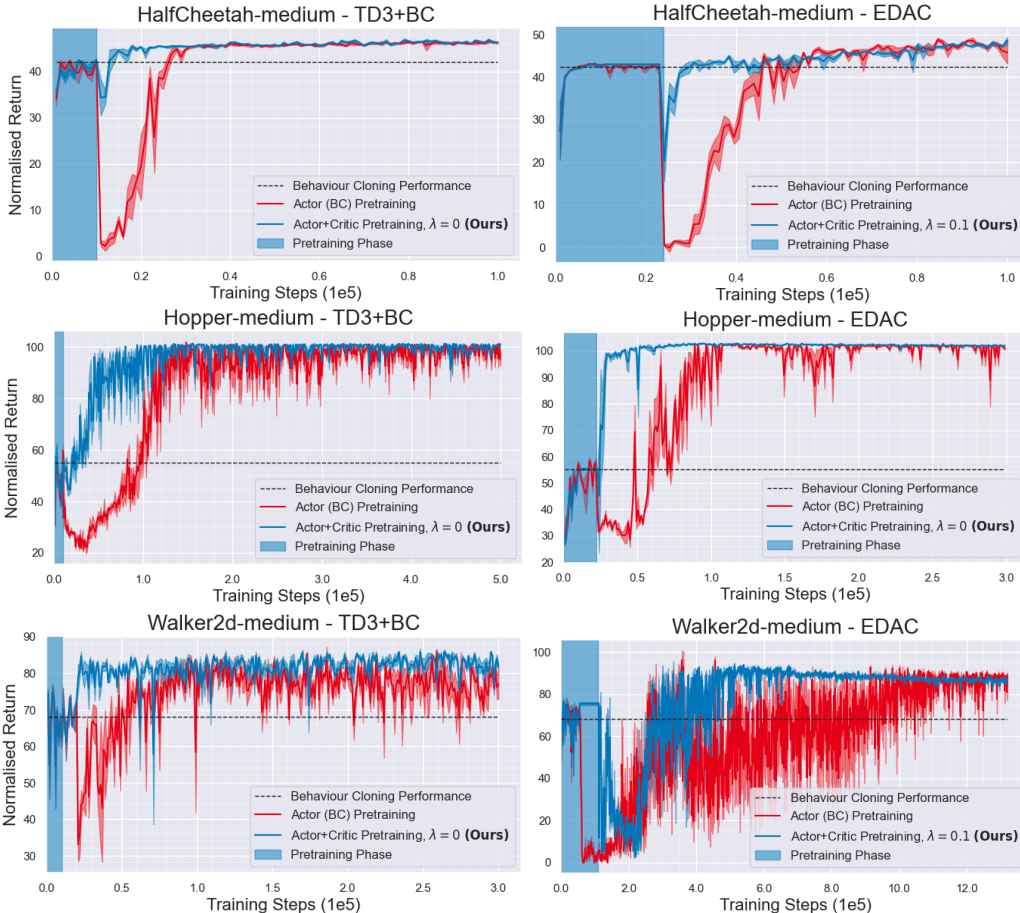 HalfCheetah-medium - TD3+BC
Normalised Return
40
30
20
10
0
Behaviour Cloning Performance
Actor (BC) Pretraining
Actor+Critic Pretraining, λ = 0 (Ours)
Pretraining Phase
0.0 0.2 0.4 0.6 0.8 1.0
Training Steps (1e5)
HalfCheetah-medium - EDAC
50
40
30
20
10
0
Behaviour Cloning Performance
Actor (BC) Pretraining
Actor+Critic Pretraining, λ = 0.1 (Ours)
Pretraining Phase
0.0 0.2 0.4 0.6 0.8 1.0
Training Steps (1e5)
Hopper-medium - TD3+BC
Normalised Return
100
80
60
40
20
Behaviour Cloning Performance
Actor (BC) Pretraining
Actor+Critic Pretraining, λ = 0 (Ours)
Pretraining Phase
0.0 1.0 2.0 3.0 4.0 5.0
Training Steps (1e5)
Hopper-medium - EDAC
100
90
80
70
60
50
40
30
20
Behaviour Cloning Performance
Actor (BC) Pretraining
Actor+Critic Pretraining, λ = 0 (Ours)
Pretraining Phase
0.0 0.5 1.0 1.5 2.0 2.5 3.0
Training Steps (1e5)
Walker2d-medium - TD3+BC
Normalised Return
90
80
70
60
50
40
30
Behaviour Cloning Performance
Actor (BC) Pretraining
Actor+Critic Pretraining, λ = 0 (Ours)
Pretraining Phase
0.0 0.5 1.0 1.5 2.0 2.5 3.0
Training Steps (1e5)
Walker2d-medium - EDAC
100
80
60
40
20
0
Behaviour Cloning Performance
Actor (BC) Pretraining
Actor+Critic Pretraining, λ = 0.1 (Ours)
Pretraining Phase
0.0 2.0 4.0 6.0 8.0 10.0 12.0
Training Steps (1e5)